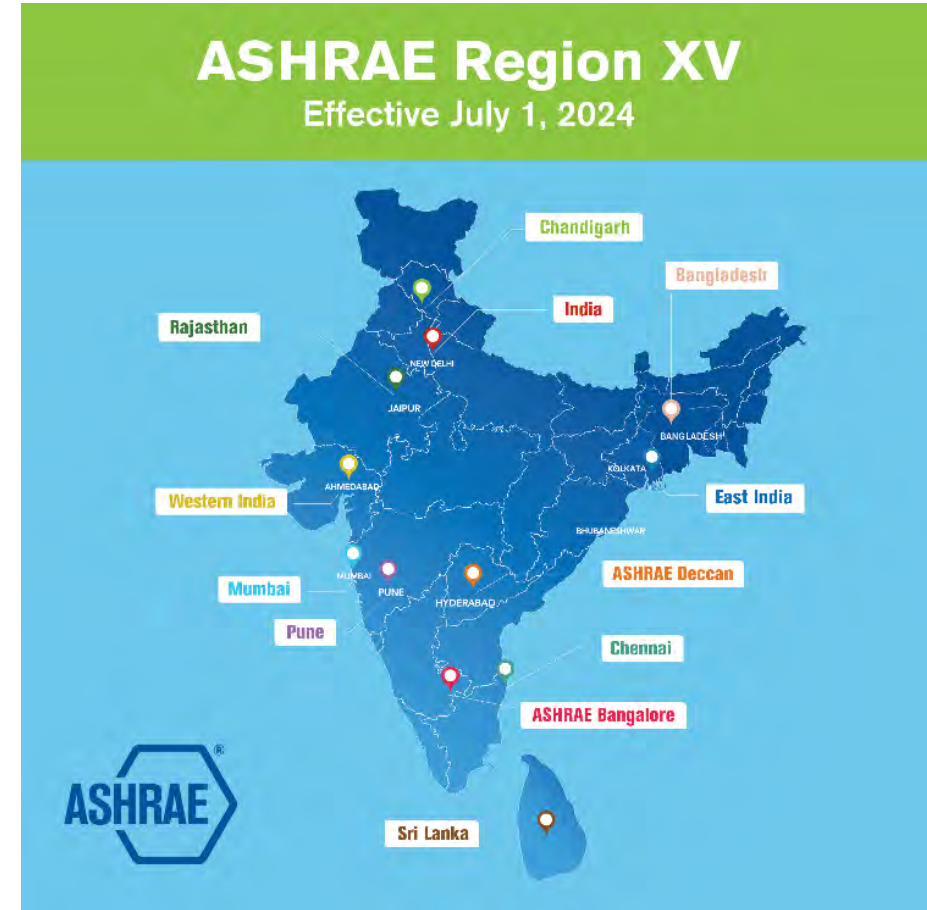 ASHRAE Region XV
Effective July 1, 2024
Chandigarh
Bangladesh
India
Rajasthan
NEW DELHI
JAIPUR
BANGLADESH
KOLKATA
AHMEDABAD
Western India
East India
BHUBANESHWAR
MUMBAI
PUNE
HYDERABAD
ASHRAE Deccan
Mumbai
Pune
Chennai
ASHRAE Bangalore
ASHRAE®
Sri Lanka